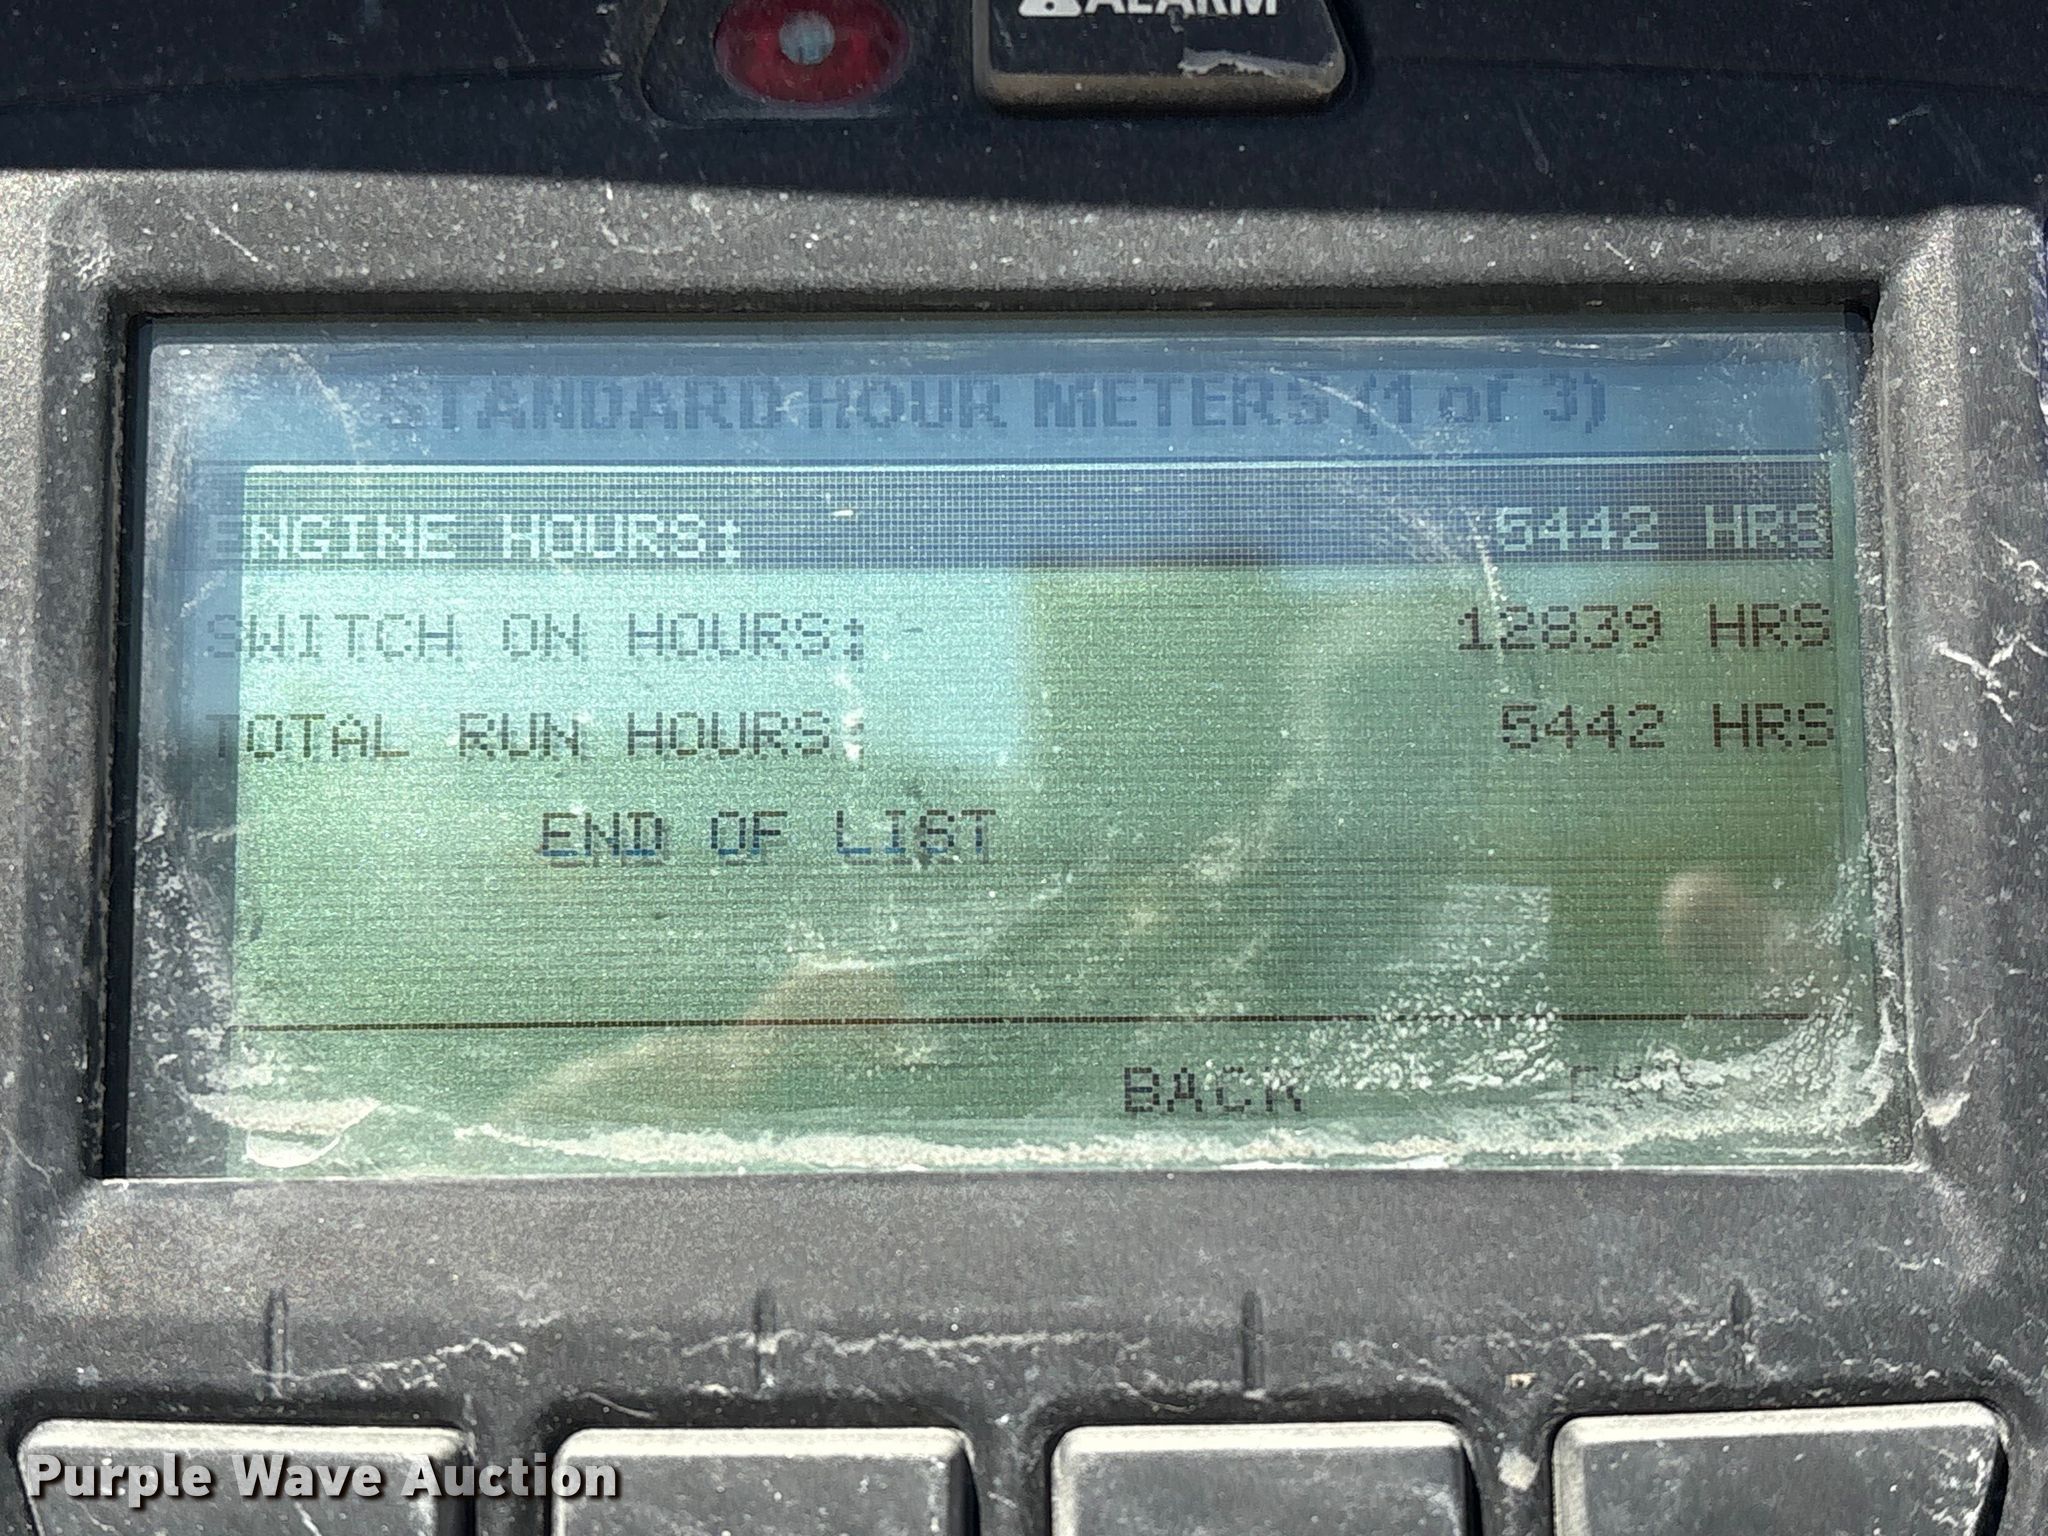 ALARM
STANDARD HOUR METERS (1 of 3)
ENGINE HOURS: 5442 HRS
SWITCH ON HOURS: 12839 HRS
TOTAL RUN HOURS: 5442 HRS
END OF LIST
BACK
Purple Wave Auction